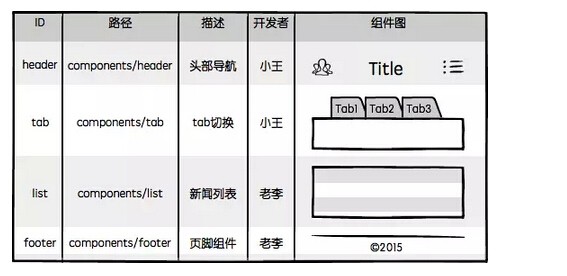 ID 路径 描述 开发者 组件图
header components/header 头部导航 小王 Title
tab components/tab tab切换 小王 Tab1 Tab2 Tab3
list components/list 新闻列表 老李
footer components/footer 页脚组件 老李 ©2015